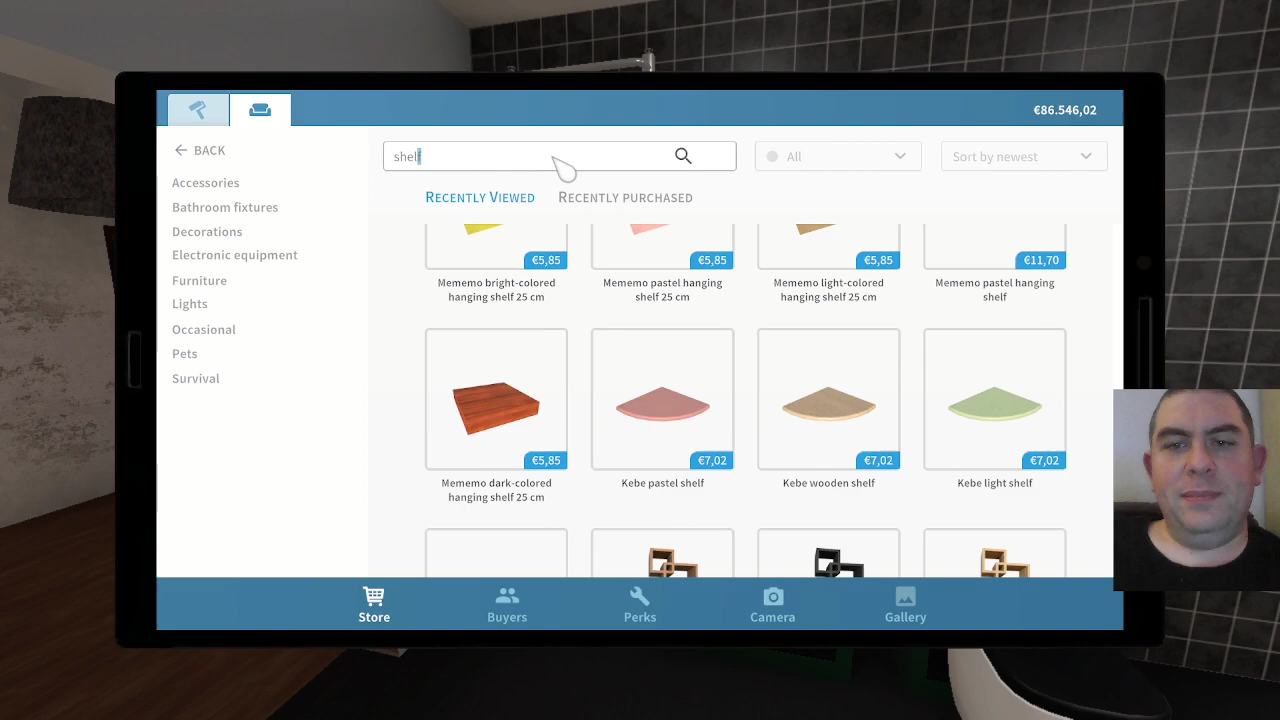 €86.546,02
BACK
shelf
All
Sort by newest
Accessories
Bathroom fixtures
Decorations
Electronic equipment
Furniture
Lights
Occasional
Pets
Survival
RECENTLY VIEWED
RECENTLY PURCHASED
€5,85
€5,85
€5,85
€11,70
Mememo bright-colored
hanging shelf 25 cm
Mememo pastel hanging
shelf 25 cm
Mememo light-colored
hanging shelf 25 cm
Mememo pastel hanging
shelf
€5,85
€7,02
€7,02
€7,02
Mememo dark-colored
hanging shelf 25 cm
Kebe pastel shelf
Kebe wooden shelf
Kebe light shelf
Store
Buyers
Perks
Camera
Gallery